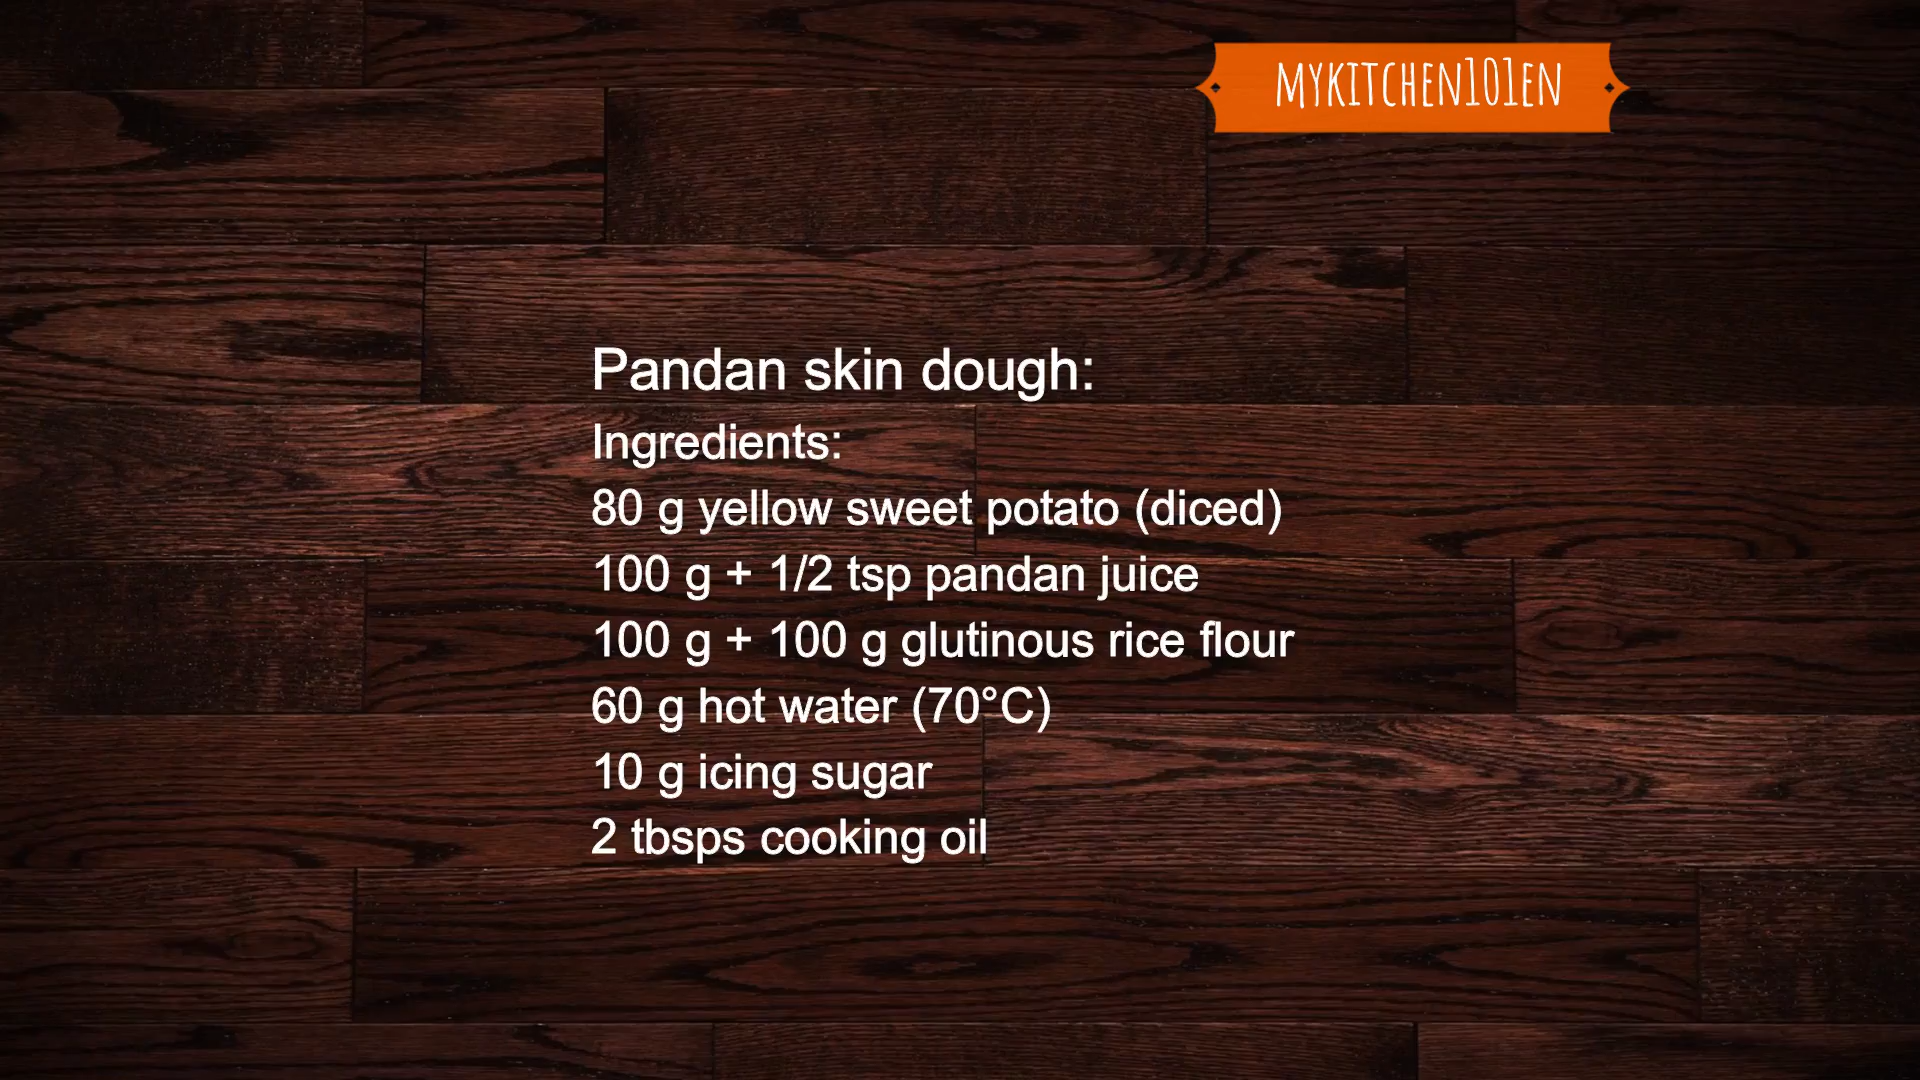 MYKITCHEN101EN
Pandan skin dough:
Ingredients:
80 g yellow sweet potato (diced)
100 g + 1/2 tsp pandan juice
100 g + 100 g glutinous rice flour
60 g hot water (70°C)
10 g icing sugar
2 tbsps cooking oil